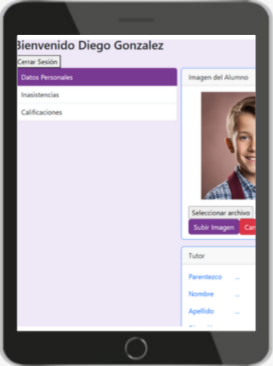 Bienvenido Diego Gonzalez
Cerrar Sesión
Datos Personales
Inasistencias
Calificaciones
Imagen del Alumno
Seleccionar archivo
Subir Imagen
Can
Tutor
Parentezco ...
Nombre ...
Apellido ...